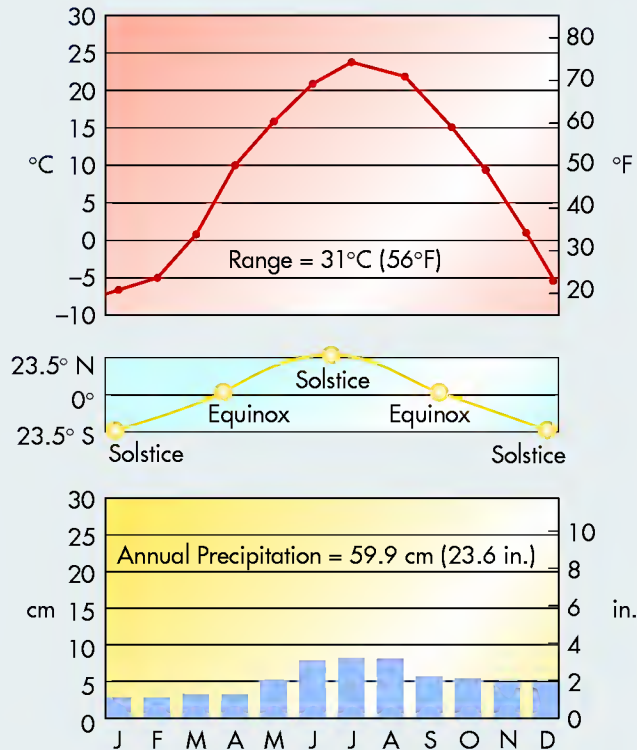 30
25
20
15
°C 10
5
0
−5
−10
80
70
60
50 °F
40
30
20
Range = 31°C (56°F)
23.5° N
0°
23.5° S
Solstice
Equinox
Solstice
Equinox
Solstice
30
25
20
cm 15
10
5
0
10
8
6 in.
4
2
0
Annual Precipitation = 59.9 cm (23.6 in.)
J F M A M J J A S O N D